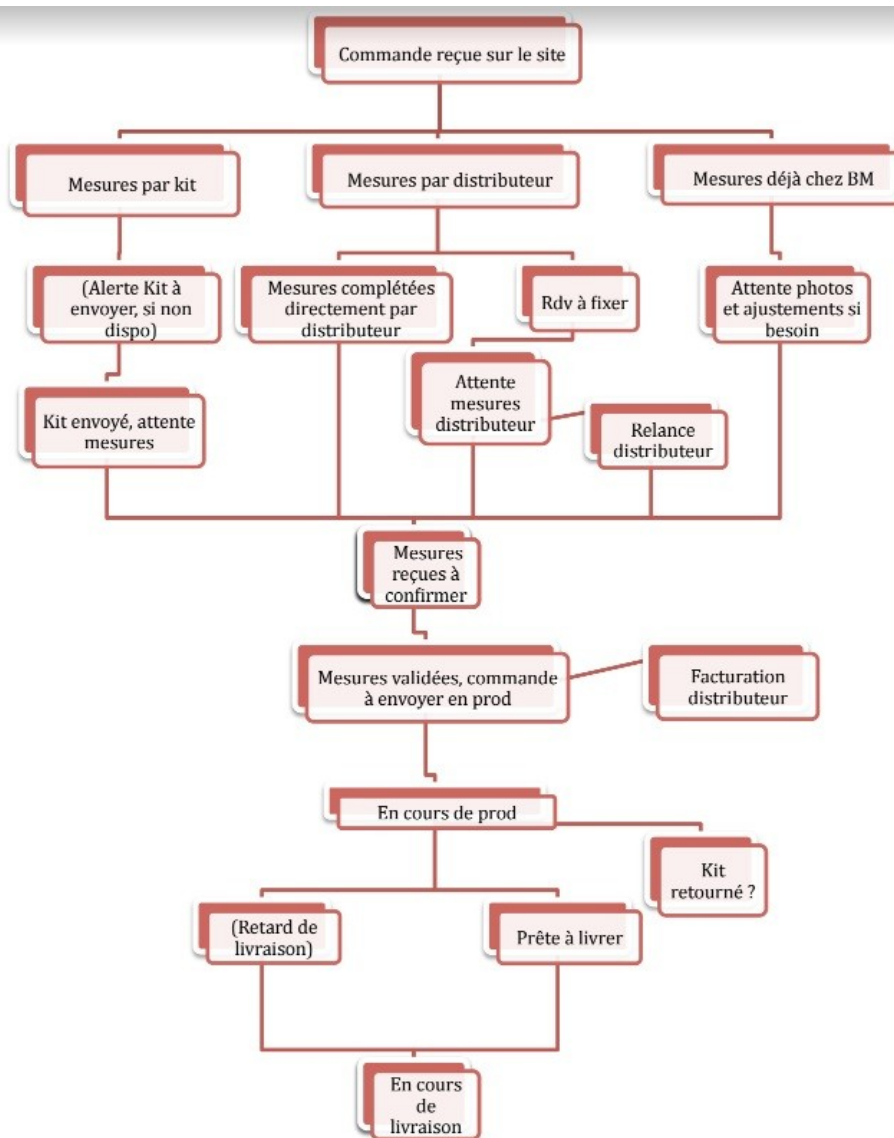 Commande reçue sur le site
Mesures par kit
Mesures par distributeur
Mesures déjà chez BM
(Alerte Kit à
envoyer, si non
dispo)
Mesures complétées
directement par
distributeur
Rdv à fixer
Attente photos
et ajustements si
besoin
Kit envoyé, attente
mesures
Attente
mesures
distributeur
Relance
distributeur
Mesures
reçues à
confirmer
Mesures validées, commande
à envoyer en prod
Facturation
distributeur
En cours de prod
Kit
retourné ?
(Retard de
livraison)
Prête à livrer
En cours
de
livraison